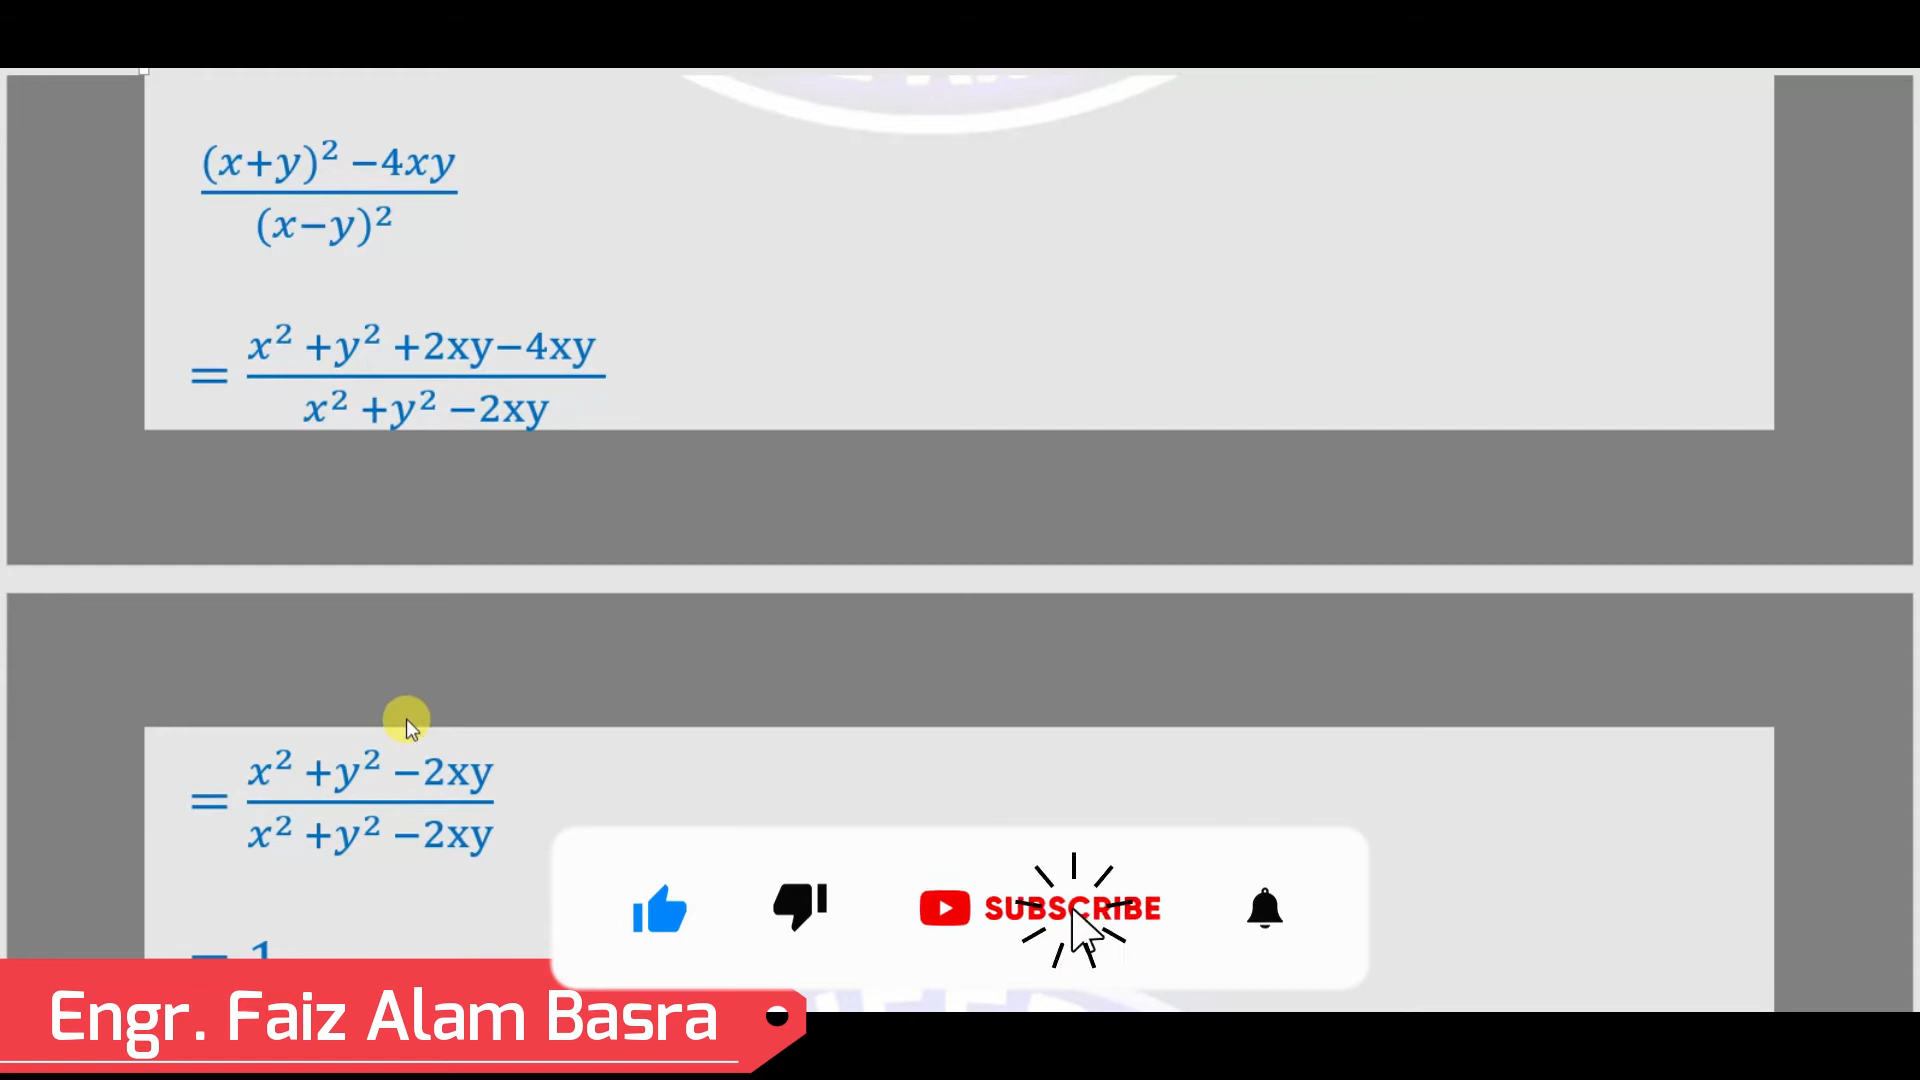 (x+y)² −4xy
(x−y)²
= x² +y² +2xy−4xy
x² +y² −2xy
= x² +y² −2xy
x² +y² −2xy
= 1
SUBSCRIBE
Engr. Faiz Alam Basra